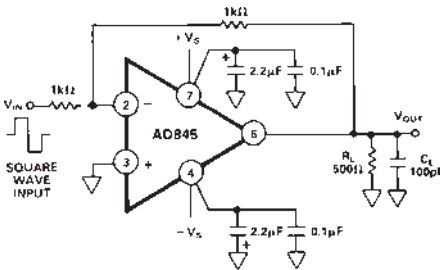 1kΩ
+VS
+
2.2µF
0.1µF
1kΩ
VIN
2
−
7
AD845
6
VOUT
SQUARE
WAVE
INPUT
3
+
4
RL
500Ω
CL
100pF
−VS
2.2µF
+
0.1µF